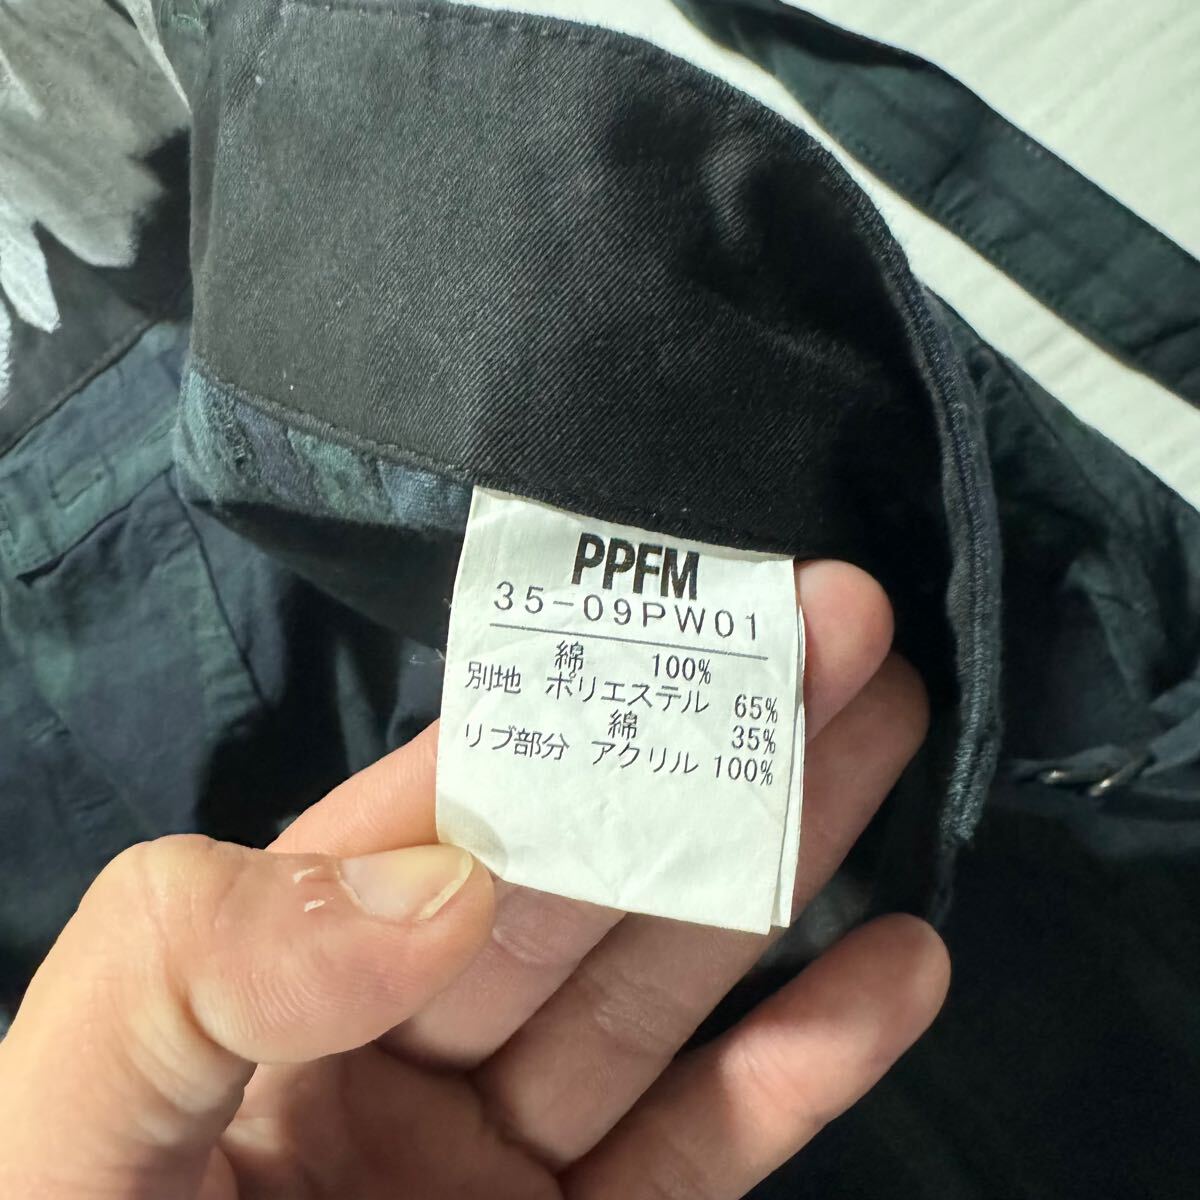 PPFM
35-09PW01
綿 100%
別地 ポリエステル 65%
綿 35%
リブ部分 アクリル 100%